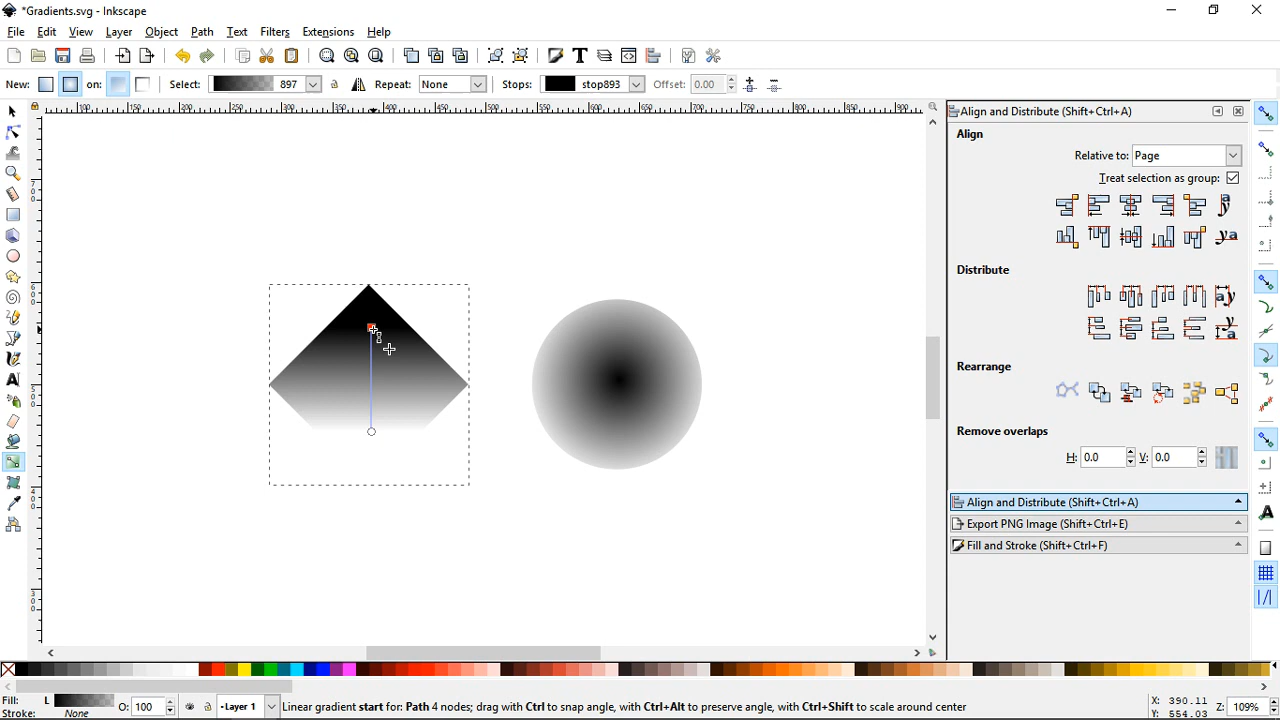 *Gradients.svg - Inkscape
File Edit View Layer Object Path Text Filters Extensions Help
New: on: Select: 897 Repeat: None Stops: stop893 Offset: 0.00
Align and Distribute (Shift+Ctrl+A)
Align
Relative to: Page
Treat selection as group:
Distribute
Rearrange
Remove overlaps
H: 0.0 V: 0.0
Align and Distribute (Shift+Ctrl+A)
Export PNG Image (Shift+Ctrl+E)
Fill and Stroke (Shift+Ctrl+F)
Fill: L O: 100 Layer 1 Linear gradient start for: Path 4 nodes; drag with Ctrl to snap angle, with Ctrl+Alt to preserve angle, with Ctrl+Shift to scale around center X: 390.11 Z: 109%
Stroke: None Y: 554.03